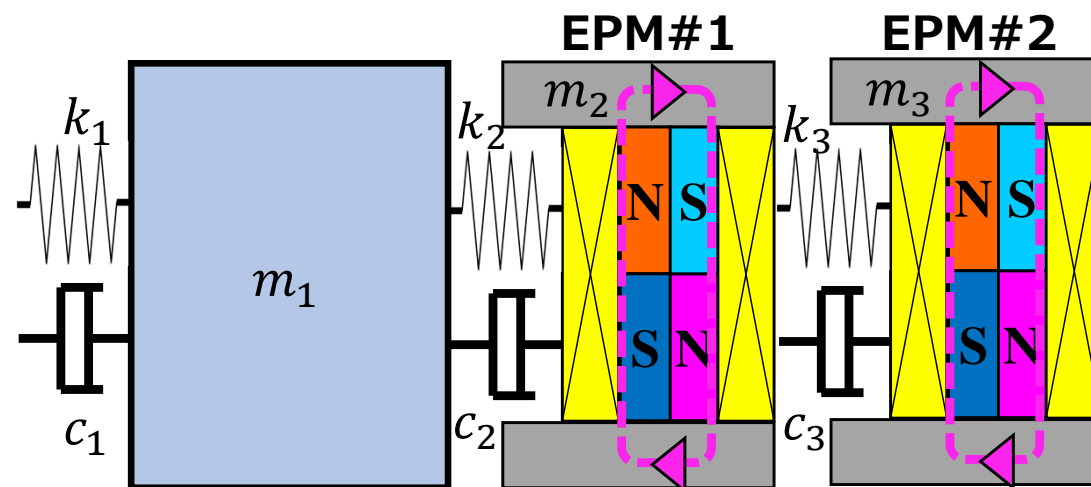 EPM#1 EPM#2
m₂ m₃
k₁ k₂ k₃
N S N S
m₁
S N S N
c₁ c₂ c₃